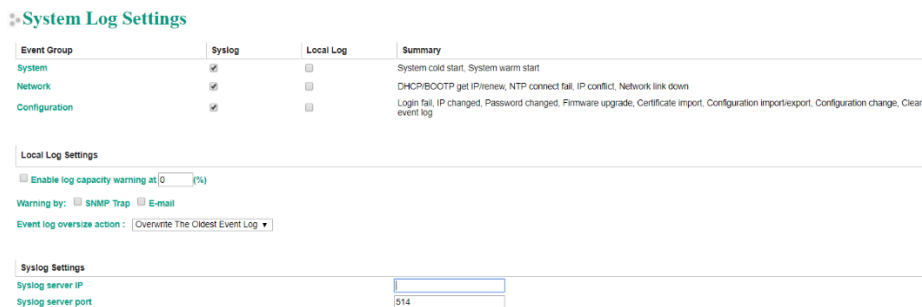 System Log Settings
Event Group Syslog Local Log Summary
System System cold start, System warm start
Network DHCP/BOOTP get IP/renew, NTP connect fail, IP conflict, Network link down
Configuration Login fail, IP changed, Password changed, Firmware upgrade, Certificate import, Configuration import/export, Configuration change, Clear
event log
Local Log Settings
Enable log capacity warning at 0 (%)
Warning by: SNMP Trap E-mail
Event log oversize action : Overwrite The Oldest Event Log
Syslog Settings
Syslog server IP
Syslog server port 514